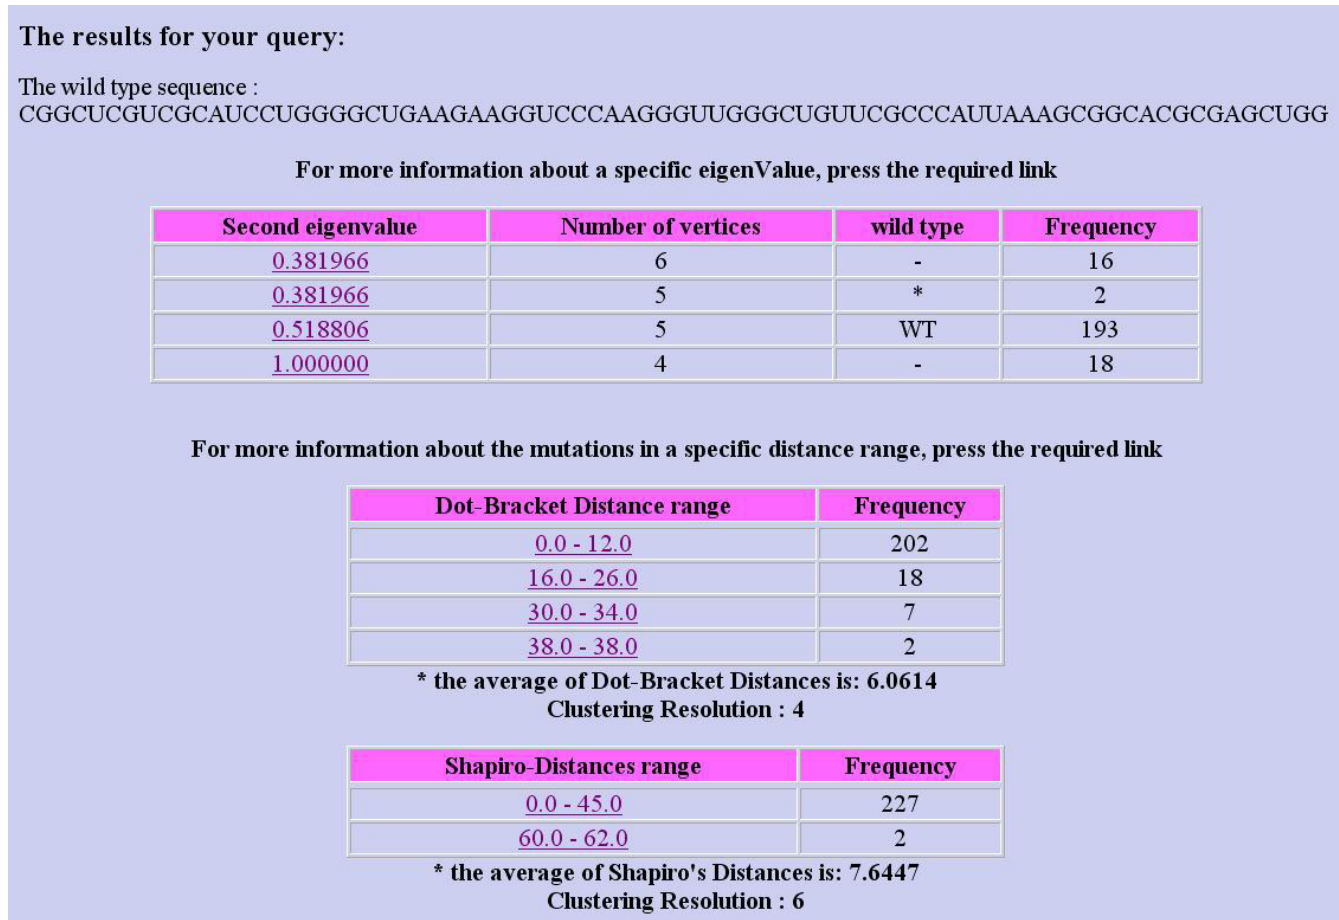 The results for your query:
The wild type sequence :
CGGCUCGUCGCAUCCUGGGGCUGAAGAAGGUCCCAAGGGUUGGGCUGUUCGCCCAUUAAAGCGGCACGCGAGCUGG
For more information about a specific eigenValue, press the required link
Second eigenvalue Number of vertices wild type Frequency
0.381966 6 - 16
0.381966 5 * 2
0.518806 5 WT 193
1.000000 4 - 18
For more information about the mutations in a specific distance range, press the required link
Dot-Bracket Distance range Frequency
0.0 - 12.0 202
16.0 - 26.0 18
30.0 - 34.0 7
38.0 - 38.0 2
* the average of Dot-Bracket Distances is: 6.0614
Clustering Resolution : 4
Shapiro-Distances range Frequency
0.0 - 45.0 227
60.0 - 62.0 2
* the average of Shapiro's Distances is: 7.6447
Clustering Resolution : 6